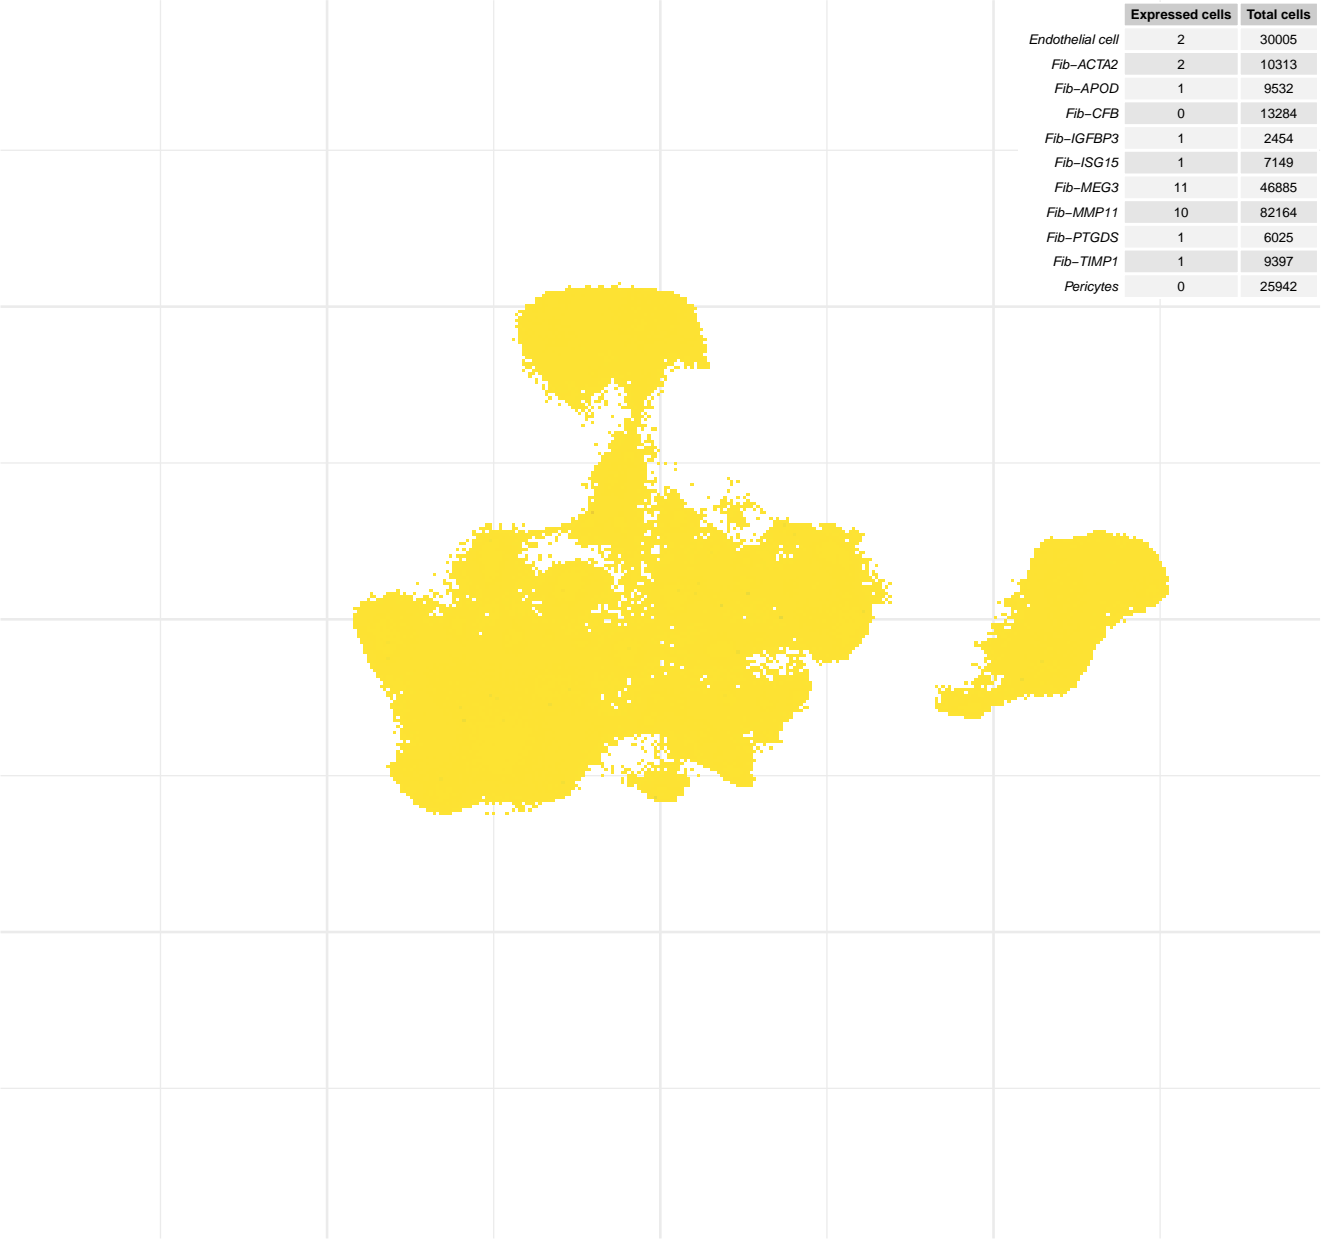 Expressed cells Total cells
Endothelial cell 2 30005
Fib−ACTA2 2 10313
Fib−APOD 1 9532
Fib−CFB 0 13284
Fib−IGFBP3 1 2454
Fib−ISG15 1 7149
Fib−MEG3 11 46885
Fib−MMP11 10 82164
Fib−PTGDS 1 6025
Fib−TIMP1 1 9397
Pericytes 0 25942